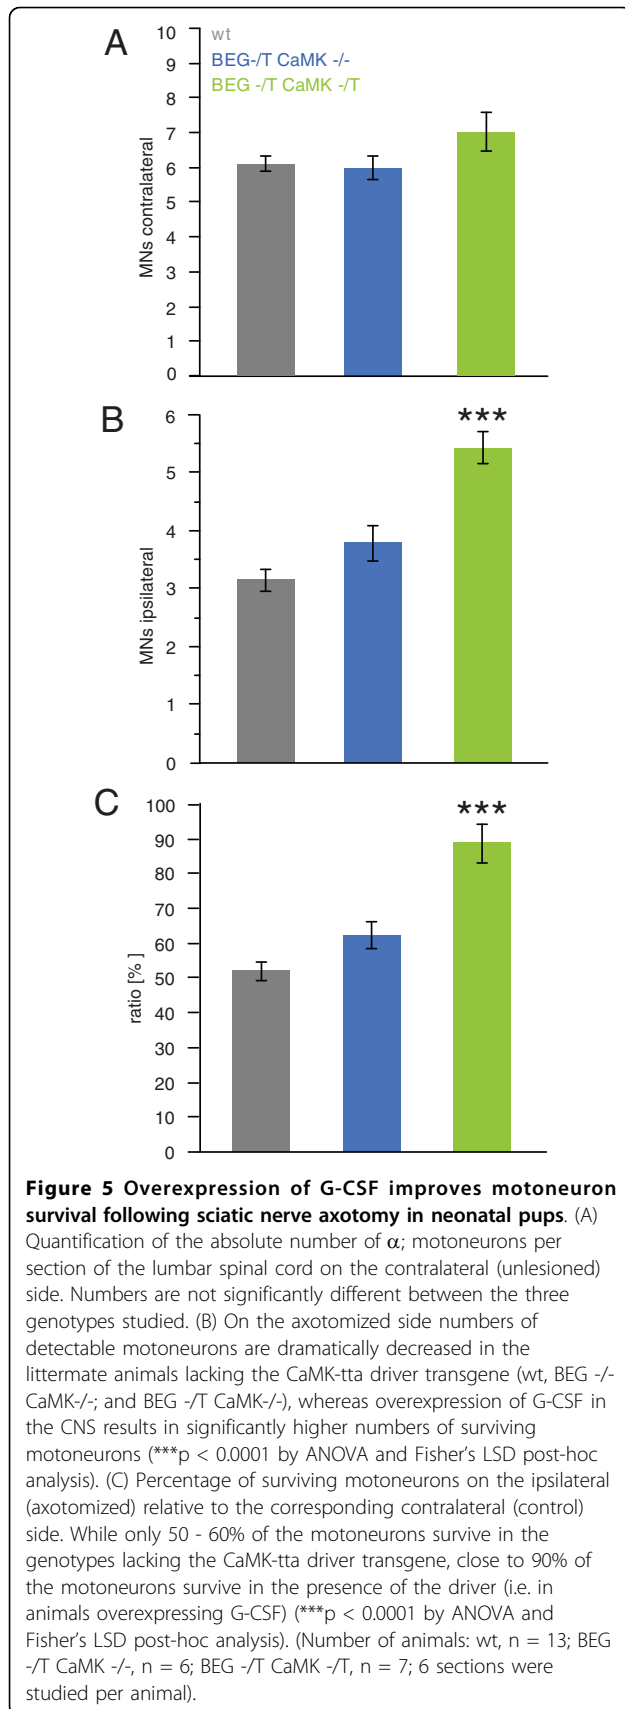 A
wt
BEG-/T CaMK -/-
BEG -/T CaMK -/T
10
9
8
7
6
5
4
3
2
1
0
MNs contralateral
B
***
6
5
4
3
2
1
0
MNs ipsilateral
C
***
100
90
80
70
60
50
40
30
20
10
0
ratio [% ]
Figure 5 Overexpression of G-CSF improves motoneuron
survival following sciatic nerve axotomy in neonatal pups. (A)
Quantification of the absolute number of α; motoneurons per
section of the lumbar spinal cord on the contralateral (unlesioned)
side. Numbers are not significantly different between the three
genotypes studied. (B) On the axotomized side numbers of
detectable motoneurons are dramatically decreased in the
littermate animals lacking the CaMK-tta driver transgene (wt, BEG -/-
CaMK-/-; and BEG -/T CaMK-/-), whereas overexpression of G-CSF in
the CNS results in significantly higher numbers of surviving
motoneurons (***p < 0.0001 by ANOVA and Fisher's LSD post-hoc
analysis). (C) Percentage of surviving motoneurons on the ipsilateral
(axotomized) relative to the corresponding contralateral (control)
side. While only 50 - 60% of the motoneurons survive in the
genotypes lacking the CaMK-tta driver transgene, close to 90% of
the motoneurons survive in the presence of the driver (i.e. in
animals overexpressing G-CSF) (***p < 0.0001 by ANOVA and
Fisher's LSD post-hoc analysis). (Number of animals: wt, n = 13; BEG
-/T CaMK -/-, n = 6; BEG -/T CaMK -/T, n = 7; 6 sections were
studied per animal).